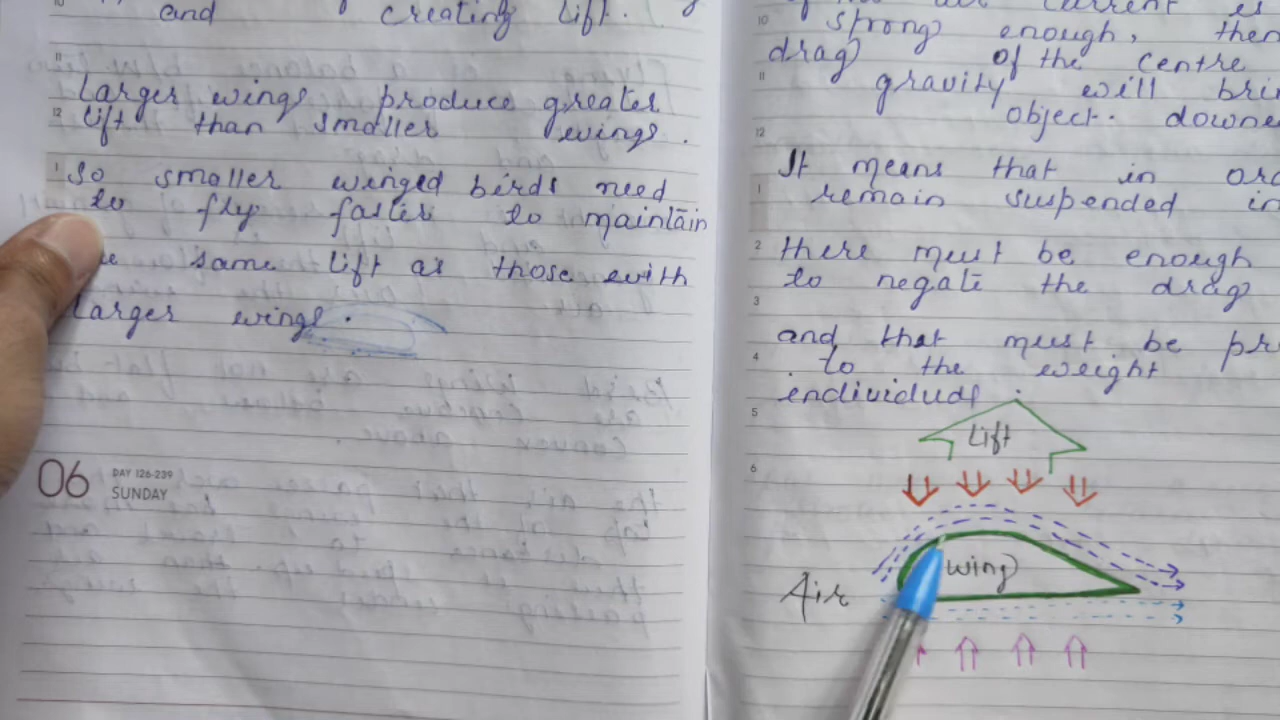 and creating lift.
Larger wings produce greater
lift than smaller wings.
So smaller winged birds need
to fly faster to maintain
same lift as those with
larger wings.
06
DAY 126-239
SUNDAY
strong enough, then
drag of the centre
gravity will
object. 
It means that in
remain suspended in
there must be enough
to negate the drag
and that must be
to the weight
Lift
wing
Air